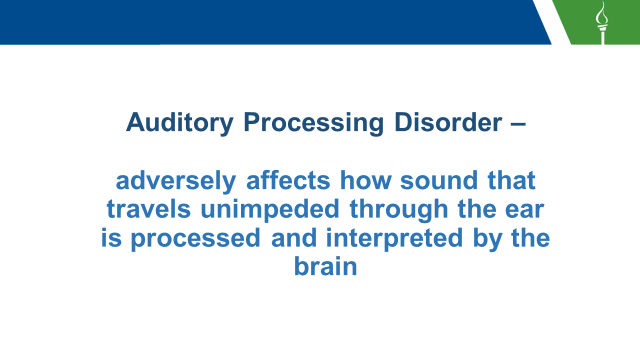 Auditory Processing Disorder –
adversely affects how sound that
travels unimpeded through the ear
is processed and interpreted by the
brain